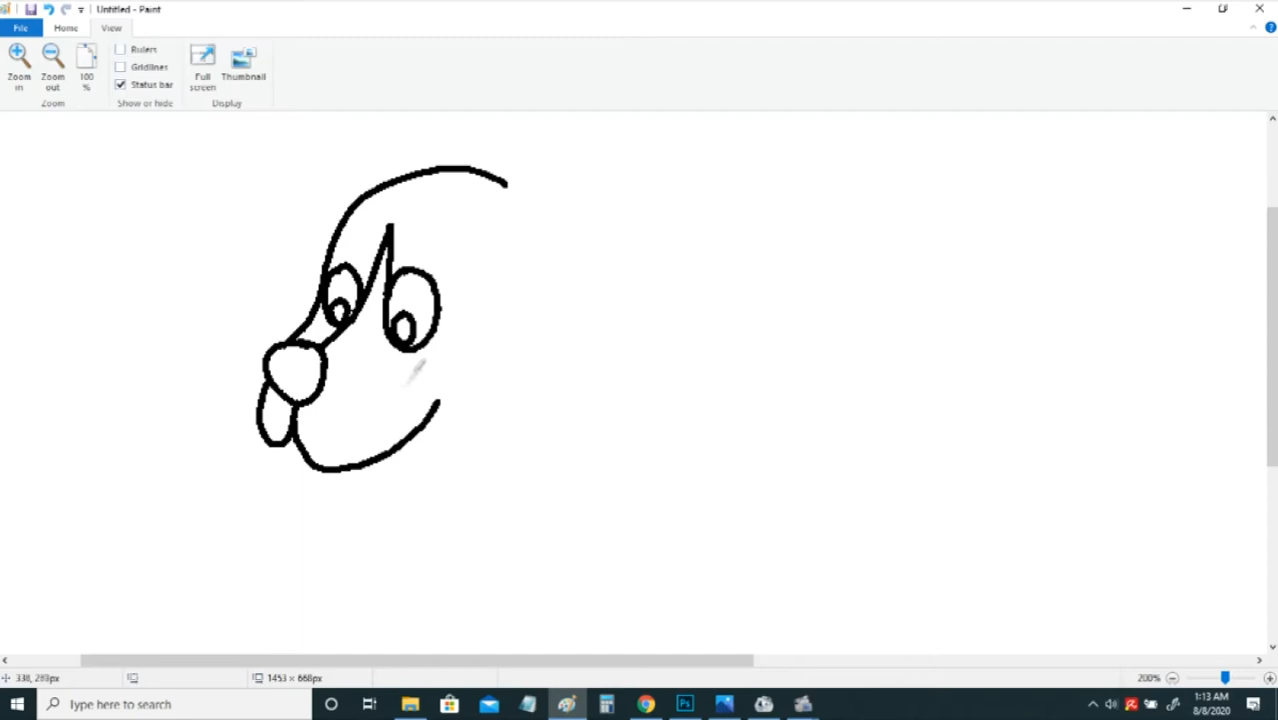 Untitled - Paint
File Home View
Zoom in
Zoom out
100 %
Rulers
Gridlines
Status bar
Full screen
Thumbnail
Zoom
Show or hide
Display
1453 × 668px
200%
Type here to search
Ps
1:13 AM
8/8/2020